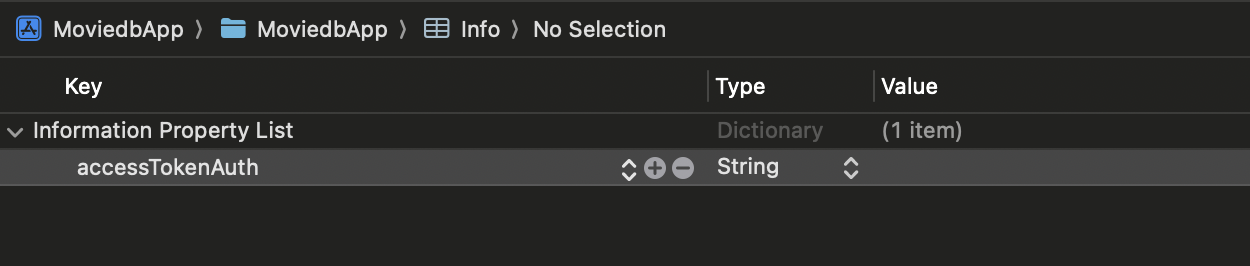 MoviedbApp 〉 MoviedbApp 〉 Info 〉 No Selection
Key Type Value
Information Property List Dictionary (1 item)
accessTokenAuth String